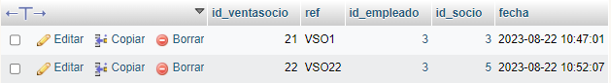 ←T→ id_ventasocio ref id_empleado id_socio fecha
Editar Copiar Borrar 21 VSO1 3 3 2023-08-22 10:47:01
Editar Copiar Borrar 22 VSO22 3 5 2023-08-22 10:52:07